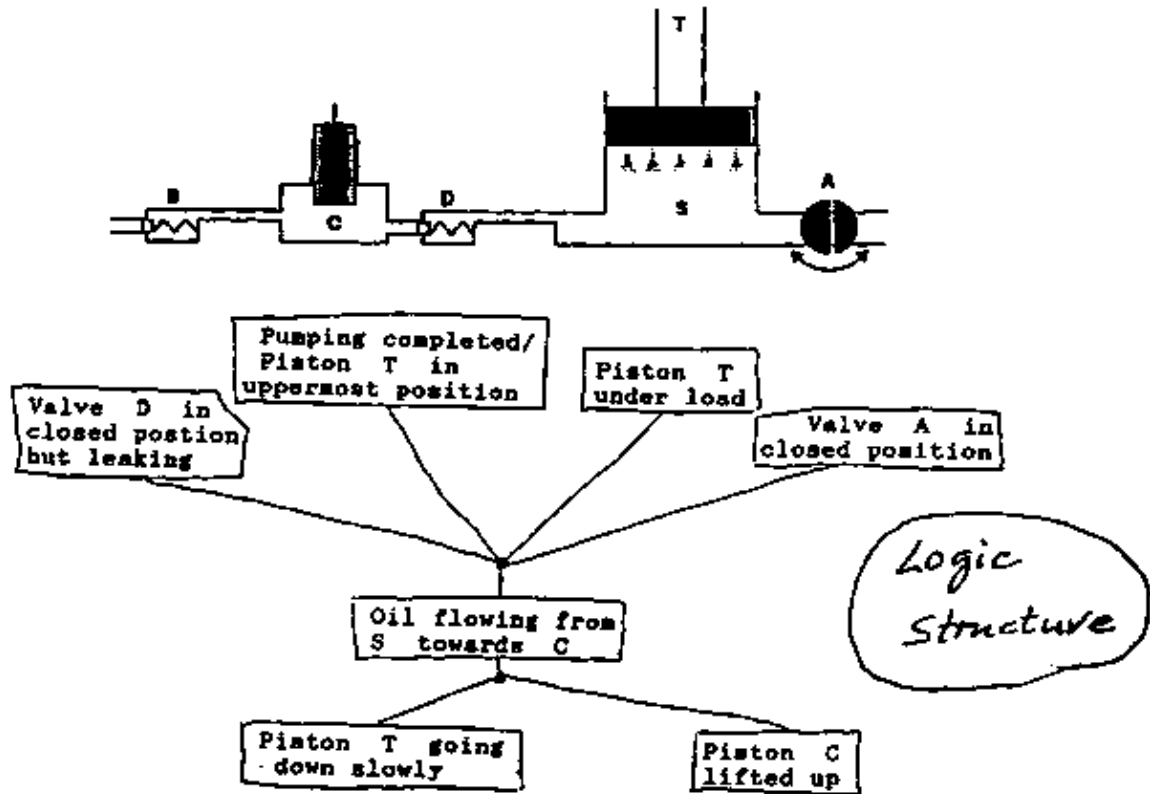 T
B
C
D
S
A
Pumping completed/
Piston T in
uppermost position
Piston T
under load
Valve D in
closed postion
but leaking
Valve A in
closed position
Oil flowing from
S towards C
Logic
structure
Piston T going
down slowly
Piston C
lifted up